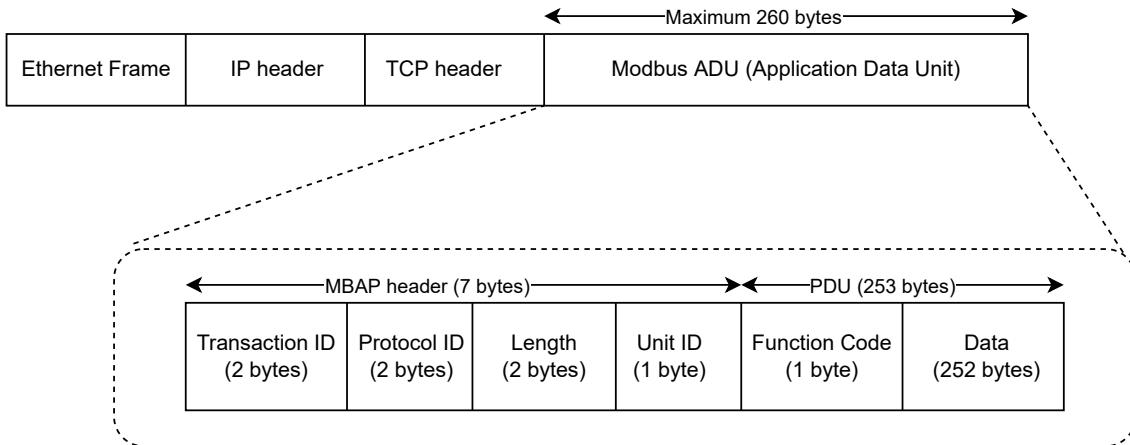 Maximum 260 bytes
Ethernet Frame
IP header
TCP header
Modbus ADU (Application Data Unit)
MBAP header (7 bytes)
PDU (253 bytes)
Transaction ID
(2 bytes)
Protocol ID
(2 bytes)
Length
(2 bytes)
Unit ID
(1 byte)
Function Code
(1 byte)
Data
(252 bytes)